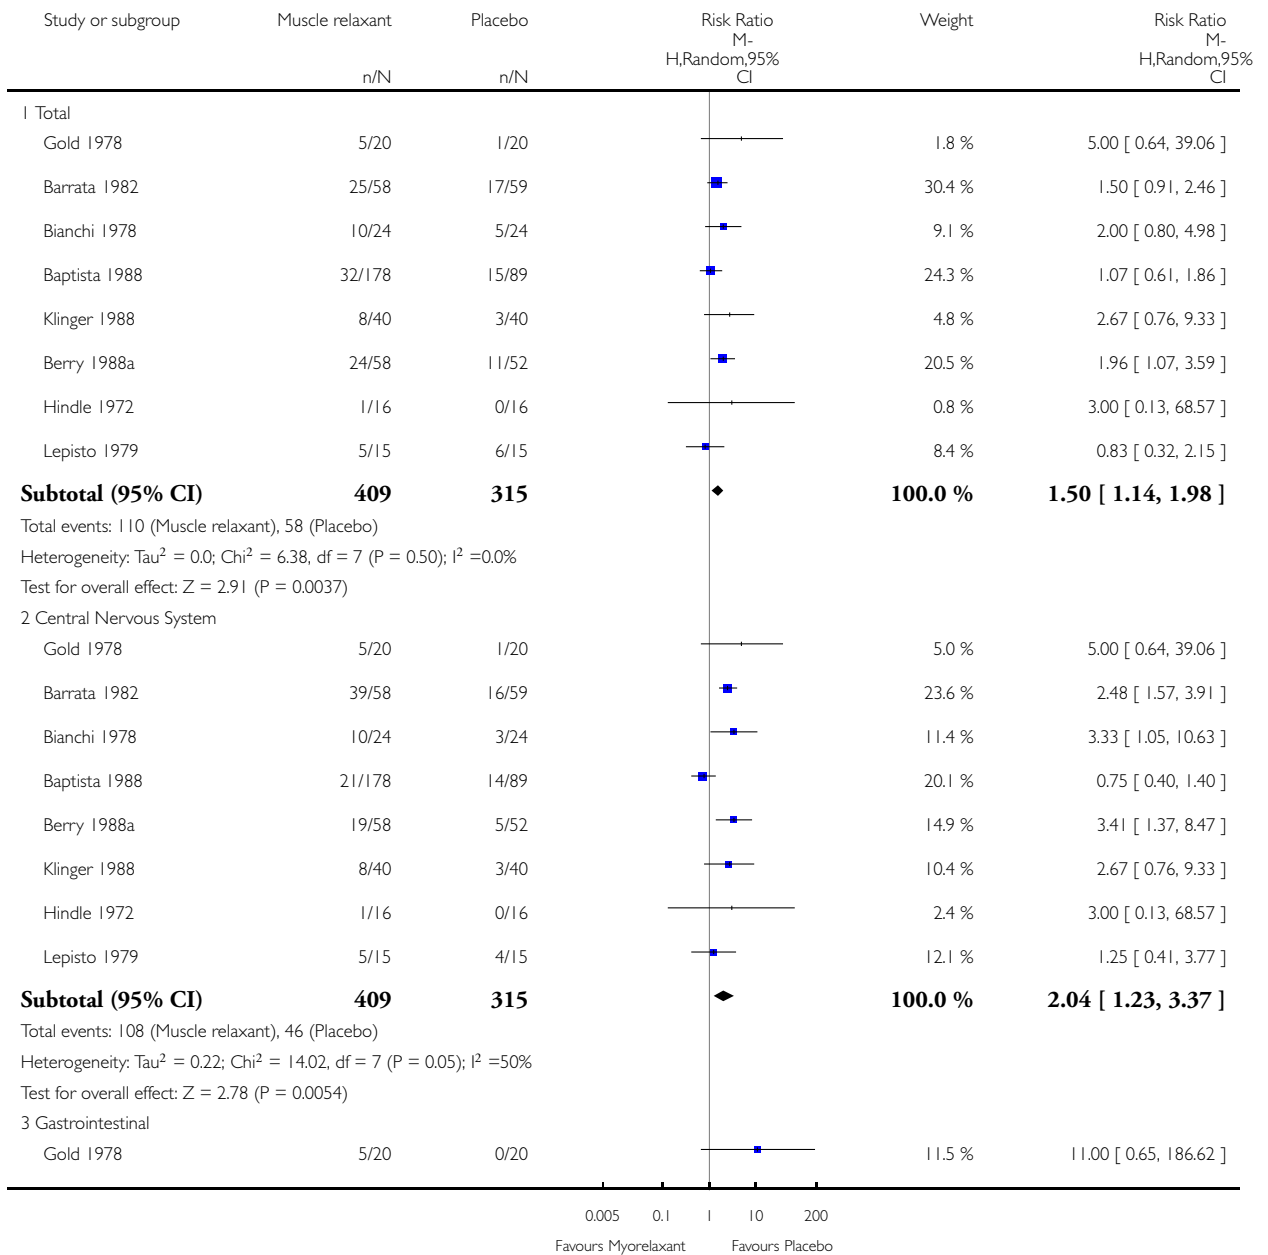 Study or subgroup Muscle relaxant Placebo Risk Ratio Weight Risk Ratio
M- M-
H,Random,95% H,Random,95%
n/N n/N CI CI
1 Total
Gold 1978 5/20 1/20 1.8 % 5.00 [ 0.64, 39.06 ]
Barrata 1982 25/58 17/59 30.4 % 1.50 [ 0.91, 2.46 ]
Bianchi 1978 10/24 5/24 9.1 % 2.00 [ 0.80, 4.98 ]
Baptista 1988 32/178 15/89 24.3 % 1.07 [ 0.61, 1.86 ]
Klinger 1988 8/40 3/40 4.8 % 2.67 [ 0.76, 9.33 ]
Berry 1988a 24/58 11/52 20.5 % 1.96 [ 1.07, 3.59 ]
Hindle 1972 1/16 0/16 0.8 % 3.00 [ 0.13, 68.57 ]
Lepisto 1979 5/15 6/15 8.4 % 0.83 [ 0.32, 2.15 ]
Subtotal (95% CI) 409 315 100.0 % 1.50 [ 1.14, 1.98 ]
Total events: 110 (Muscle relaxant), 58 (Placebo)
Heterogeneity: Tau² = 0.0; Chi² = 6.38, df = 7 (P = 0.50); I² =0.0%
Test for overall effect: Z = 2.91 (P = 0.0037)
2 Central Nervous System
Gold 1978 5/20 1/20 5.0 % 5.00 [ 0.64, 39.06 ]
Barrata 1982 39/58 16/59 23.6 % 2.48 [ 1.57, 3.91 ]
Bianchi 1978 10/24 3/24 11.4 % 3.33 [ 1.05, 10.63 ]
Baptista 1988 21/178 14/89 20.1 % 0.75 [ 0.40, 1.40 ]
Berry 1988a 19/58 5/52 14.9 % 3.41 [ 1.37, 8.47 ]
Klinger 1988 8/40 3/40 10.4 % 2.67 [ 0.76, 9.33 ]
Hindle 1972 1/16 0/16 2.4 % 3.00 [ 0.13, 68.57 ]
Lepisto 1979 5/15 4/15 12.1 % 1.25 [ 0.41, 3.77 ]
Subtotal (95% CI) 409 315 100.0 % 2.04 [ 1.23, 3.37 ]
Total events: 108 (Muscle relaxant), 46 (Placebo)
Heterogeneity: Tau² = 0.22; Chi² = 14.02, df = 7 (P = 0.05); I² =50%
Test for overall effect: Z = 2.78 (P = 0.0054)
3 Gastrointestinal
Gold 1978 5/20 0/20 11.5 % 11.00 [ 0.65, 186.62 ]
0.005 0.1 1 10 200
Favours Myorelaxant Favours Placebo